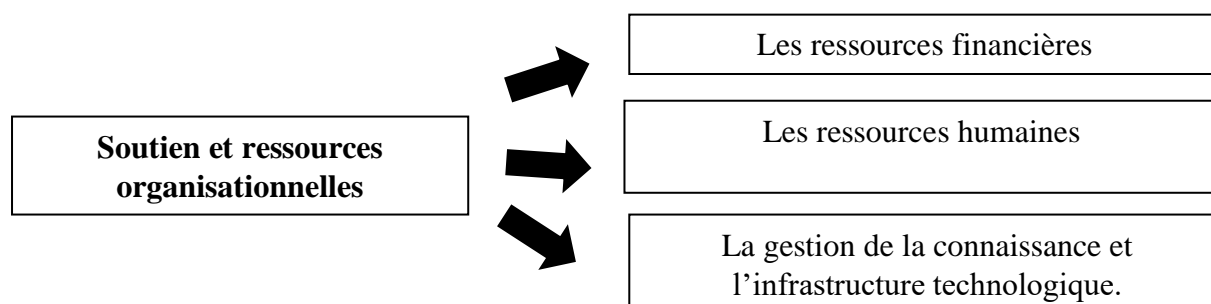 Les ressources financières
Soutien et ressources
organisationnelles
Les ressources humaines
La gestion de la connaissance et
l’infrastructure technologique.